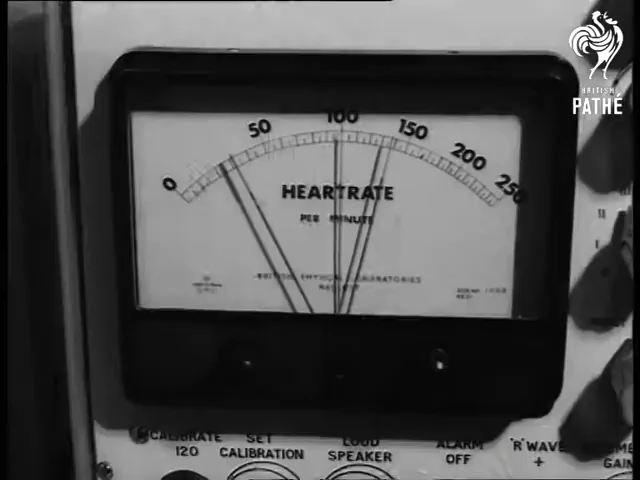 BRITISH
PATHÉ
0 50 100 150 200 250
HEARTRATE
PER MINUTE
BRITISH PHYSICAL LABORATORIES
CALIBRATE
120
SET
CALIBRATION
LOUD
SPEAKER
ALARM
OFF
'R' WAVE
+
GAIN